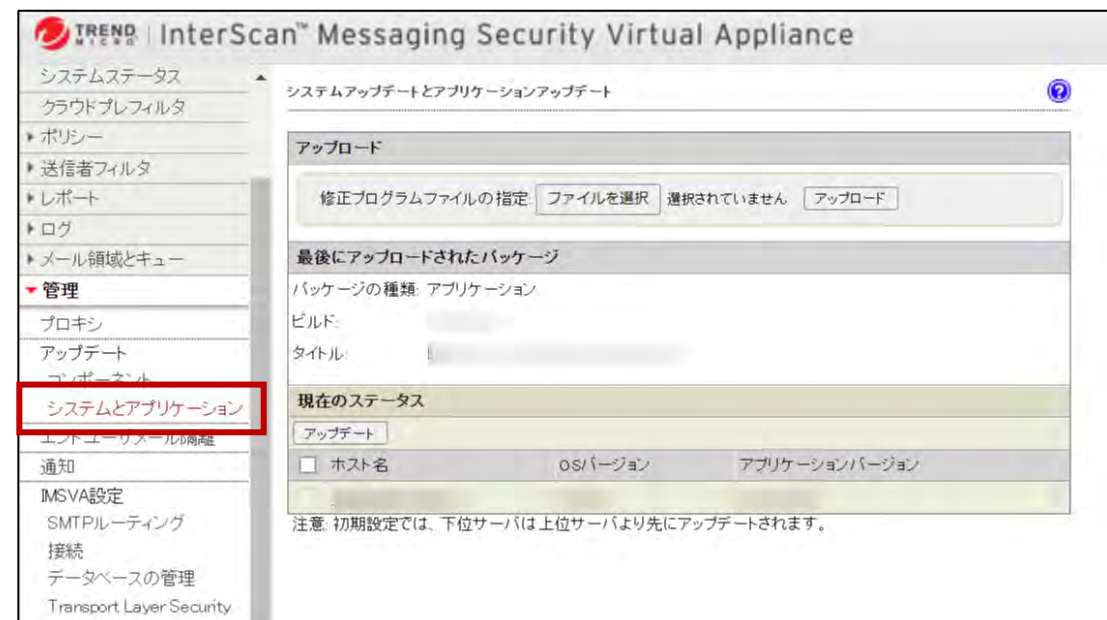 TREND MICRO InterScan™ Messaging Security Virtual Appliance
システムステータス
クラウドプレフィルタ
ポリシー
送信者フィルタ
レポート
ログ
メール領域とキュー
管理
プロキシ
アップデート
コンポーネント
システムとアプリケーション
エンドユーザメール隔離
通知
IMSVA設定
SMTPルーティング
接続
データベースの管理
Transport Layer Security
システムアップデートとアプリケーションアップデート
アップロード
修正プログラムファイルの指定: ファイルを選択 選択されていません アップロード
最後にアップロードされたパッケージ
パッケージの種類: アプリケーション
ビルド:
タイトル:
現在のステータス
アップデート
ホスト名 OSバージョン アプリケーションバージョン
注意: 初期設定では、下位サーバは上位サーバより先にアップデートされます。